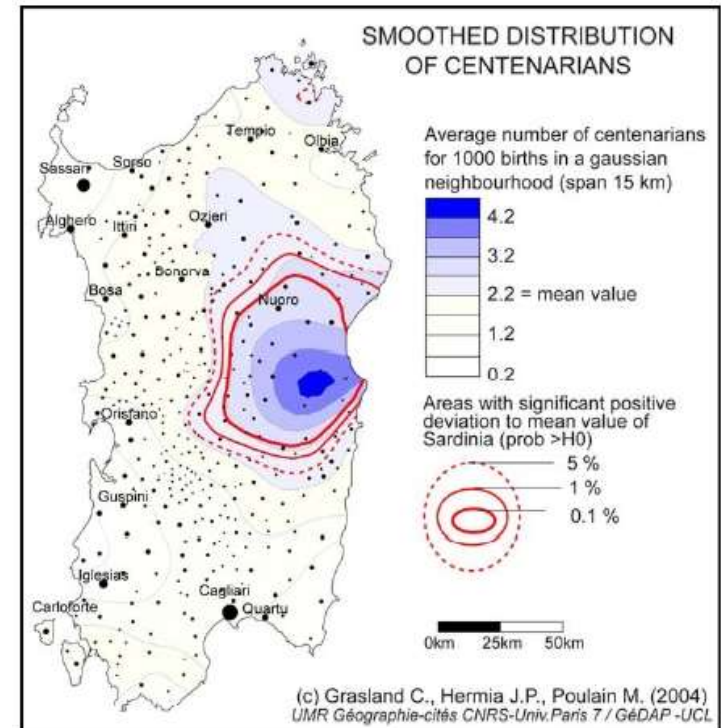 SMOOTHED DISTRIBUTION
OF CENTENARIANS
Average number of centenarians
for 1000 births in a gaussian
neighbourhood (span 15 km)
4.2
3.2
2.2 = mean value
1.2
0.2
Areas with significant positive
deviation to mean value of
Sardinia (prob >H0)
5 %
1 %
0.1 %
0km 25km 50km
Tempio
Olbia
Sassari
Sorso
Alghero
Ittiri
Ozieri
Bonorva
Bosa
Nuoro
Oristano
Guspini
Iglesias
Carloforte
Cagliari
Quartu
(c) Grasland C., Hermia J.P., Poulain M. (2004)
UMR Géographie-cités CNRS-Univ.Paris 7 / GéDAP -UCL